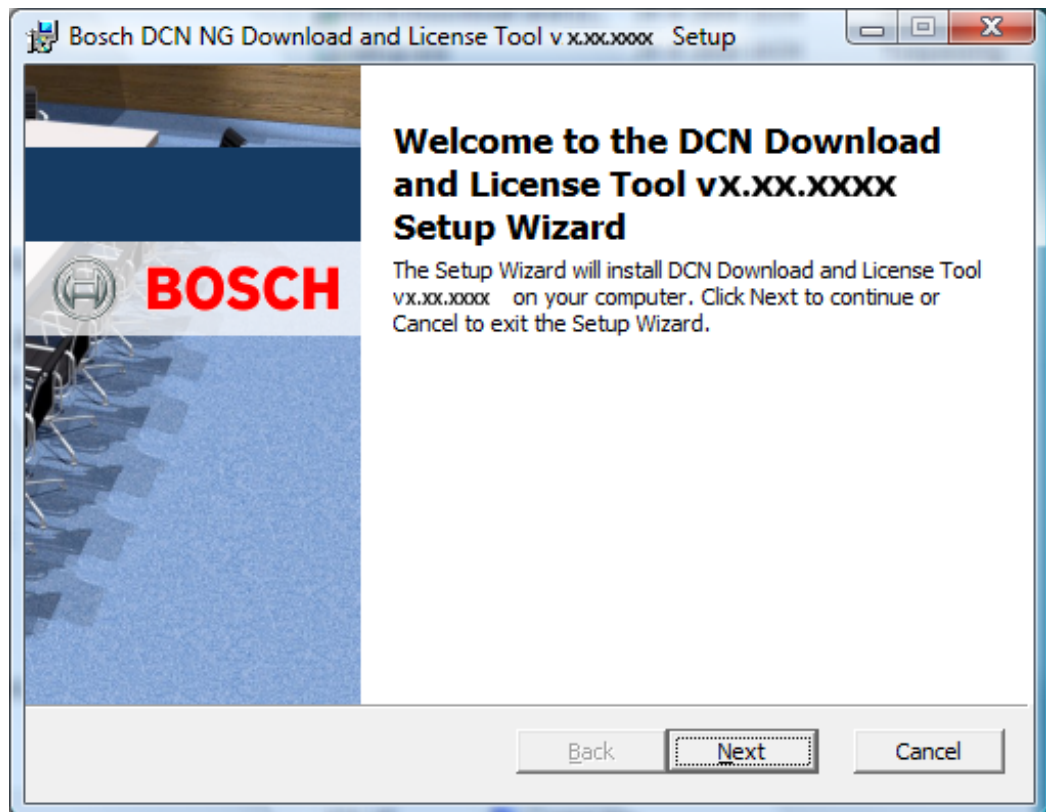 Bosch DCN NG Download and License Tool v x.xx.xxxx Setup
Welcome to the DCN Download
and License Tool vx.xx.xxxx
Setup Wizard
The Setup Wizard will install DCN Download and License Tool
vx.xx.xxxx on your computer. Click Next to continue or
Cancel to exit the Setup Wizard.
BOSCH
Back Next Cancel